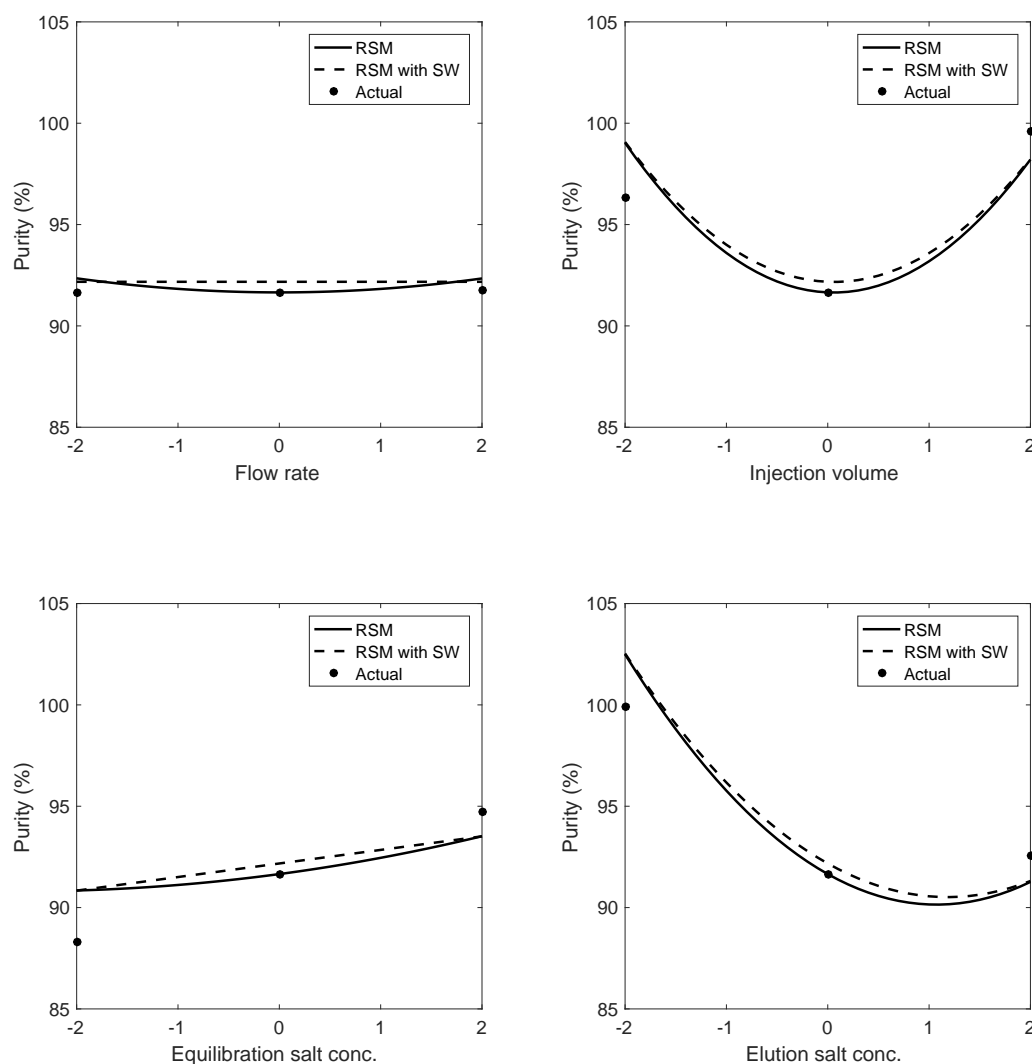 105
100
95
90
85
Purity (%)
-2 -1 0 1 2
Flow rate
RSM
RSM with SW
Actual
105
100
95
90
85
Purity (%)
-2 -1 0 1 2
Injection volume
RSM
RSM with SW
Actual
105
100
95
90
85
Purity (%)
-2 -1 0 1 2
Equilibration salt conc.
RSM
RSM with SW
Actual
105
100
95
90
85
Purity (%)
-2 -1 0 1 2
Elution salt conc.
RSM
RSM with SW
Actual